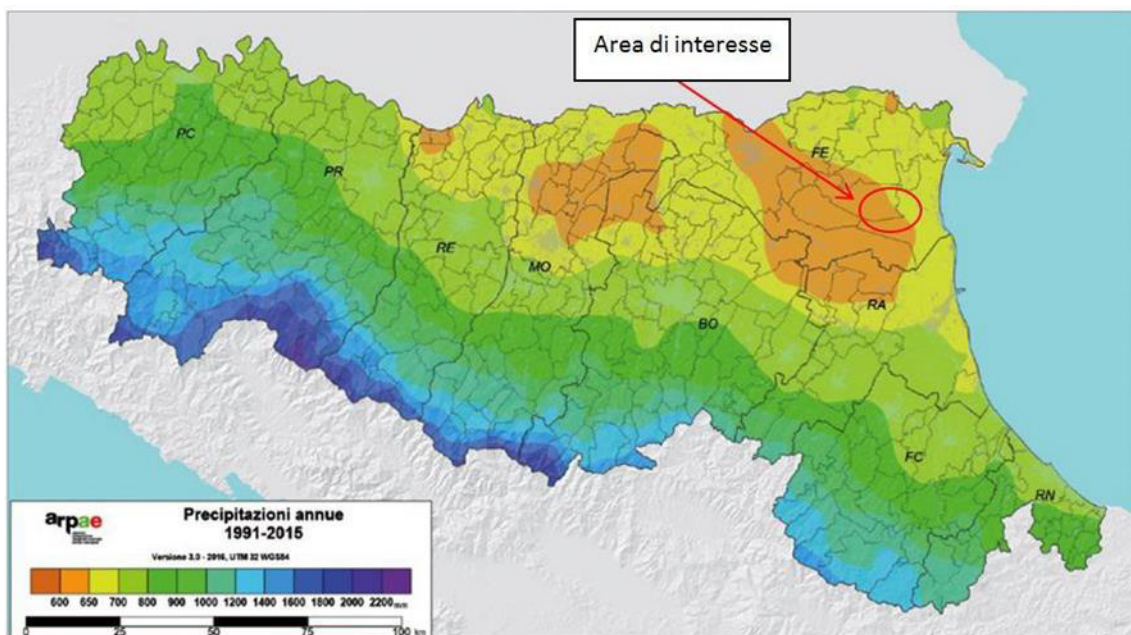 Area di interesse
PC
FE
PR
RE
MO
RA
BO
FC
RN
arpae
Precipitazioni annue
1991-2015
Versione 3.0 - 2016, UTM 32 WGS84
600 650 700 800 900 1000 1200 1400 1600 1800 2000 2200 mm
0 25 50 75 100 km